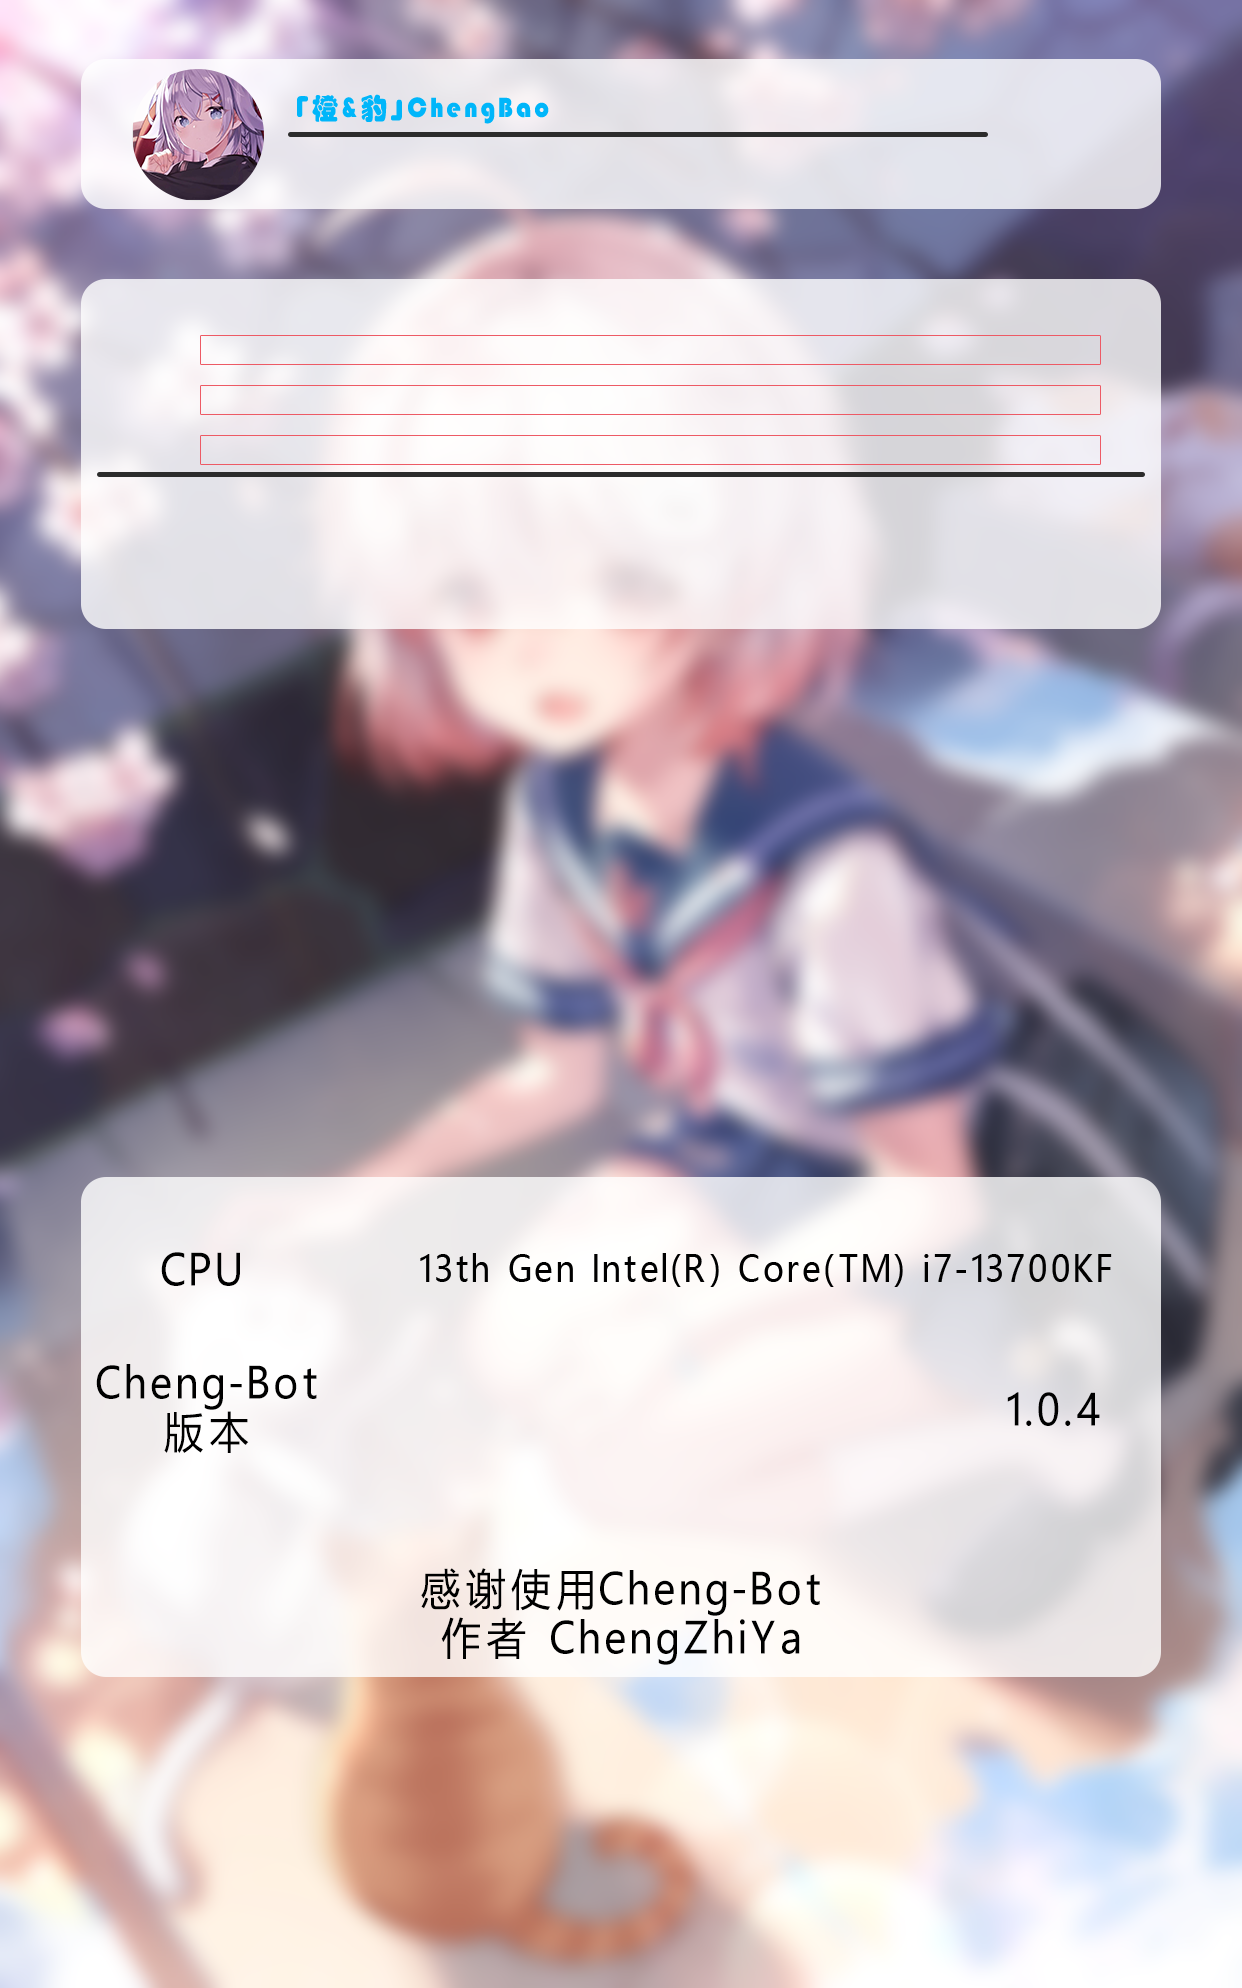 「橙&豹」ChengBao
CPU
13th Gen Intel(R) Core(TM) i7-13700KF
Cheng-Bot
版本
1.0.4
感谢使用Cheng-Bot
作者 ChengZhiYa